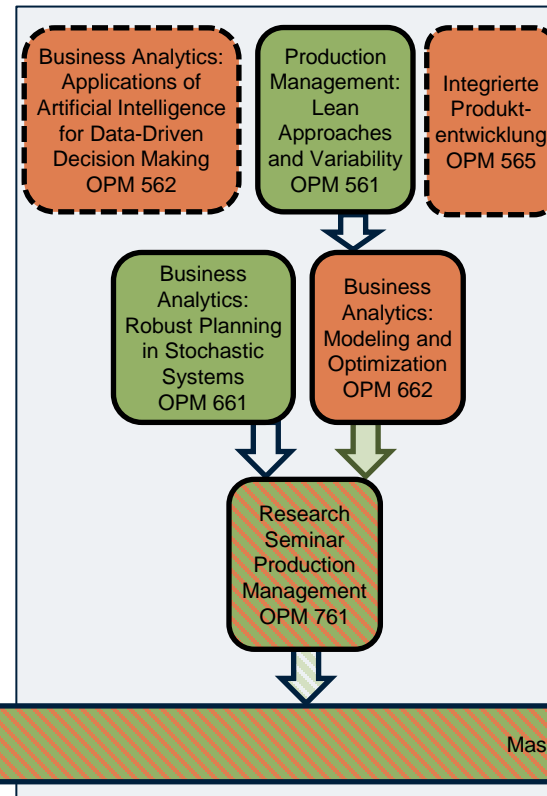 Business Analytics:
Applications of
Artificial Intelligence
for Data-Driven
Decision Making
OPM 562
Production
Management:
Lean
Approaches
and Variability
OPM 561
Integrierte
Produkt-
entwicklung
OPM 565
Business
Analytics:
Robust Planning
in Stochastic
Systems
OPM 661
Business
Analytics:
Modeling and
Optimization
OPM 662
Research
Seminar
Production
Management
OPM 761
Mas